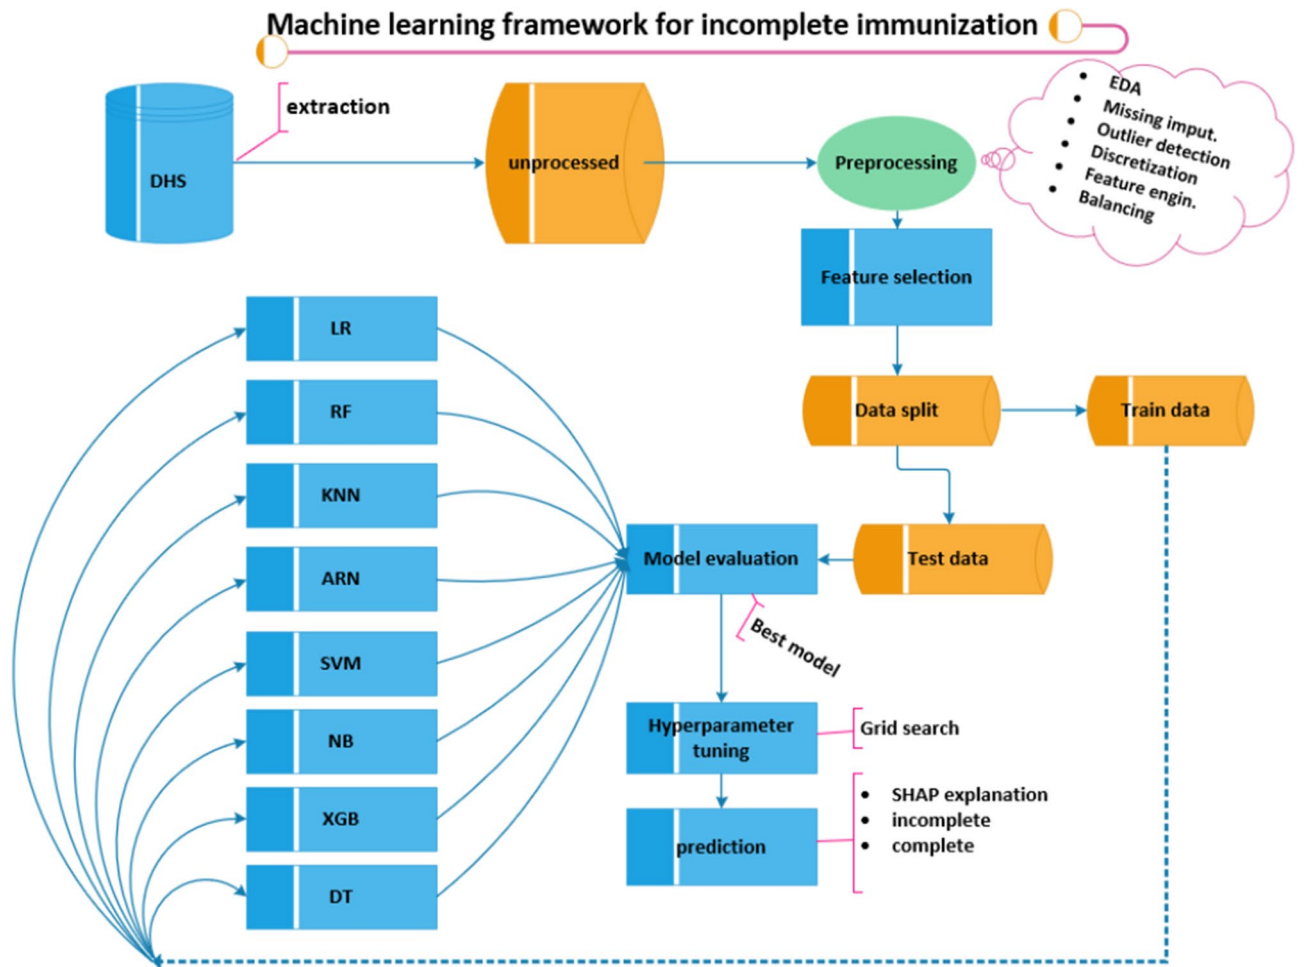 Machine learning framework for incomplete immunization
extraction
DHS
unprocessed
Preprocessing
EDA
Missing imput.
Outlier detection
Discretization
Feature engin.
Balancing
Feature selection
Data split
Train data
Test data
LR
RF
KNN
ARN
SVM
NB
XGB
DT
Model evaluation
Best model
Hyperparameter
tuning
Grid search
prediction
SHAP explanation
incomplete
complete